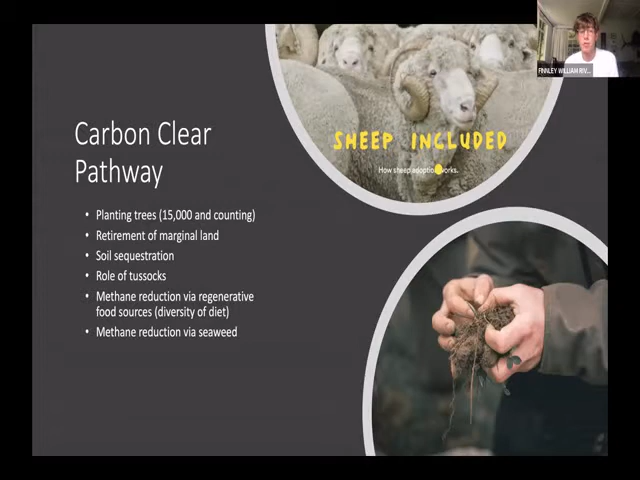 Carbon Clear
Pathway
• Planting trees (15,000 and counting)
• Retirement of marginal land
• Soil sequestration
• Role of tussocks
• Methane reduction via regenerative
food sources (diversity of diet)
• Methane reduction via seaweed
SHEEP INCLUDED
How sheep adoption works.
FINNLEY WILLIAM RIV...